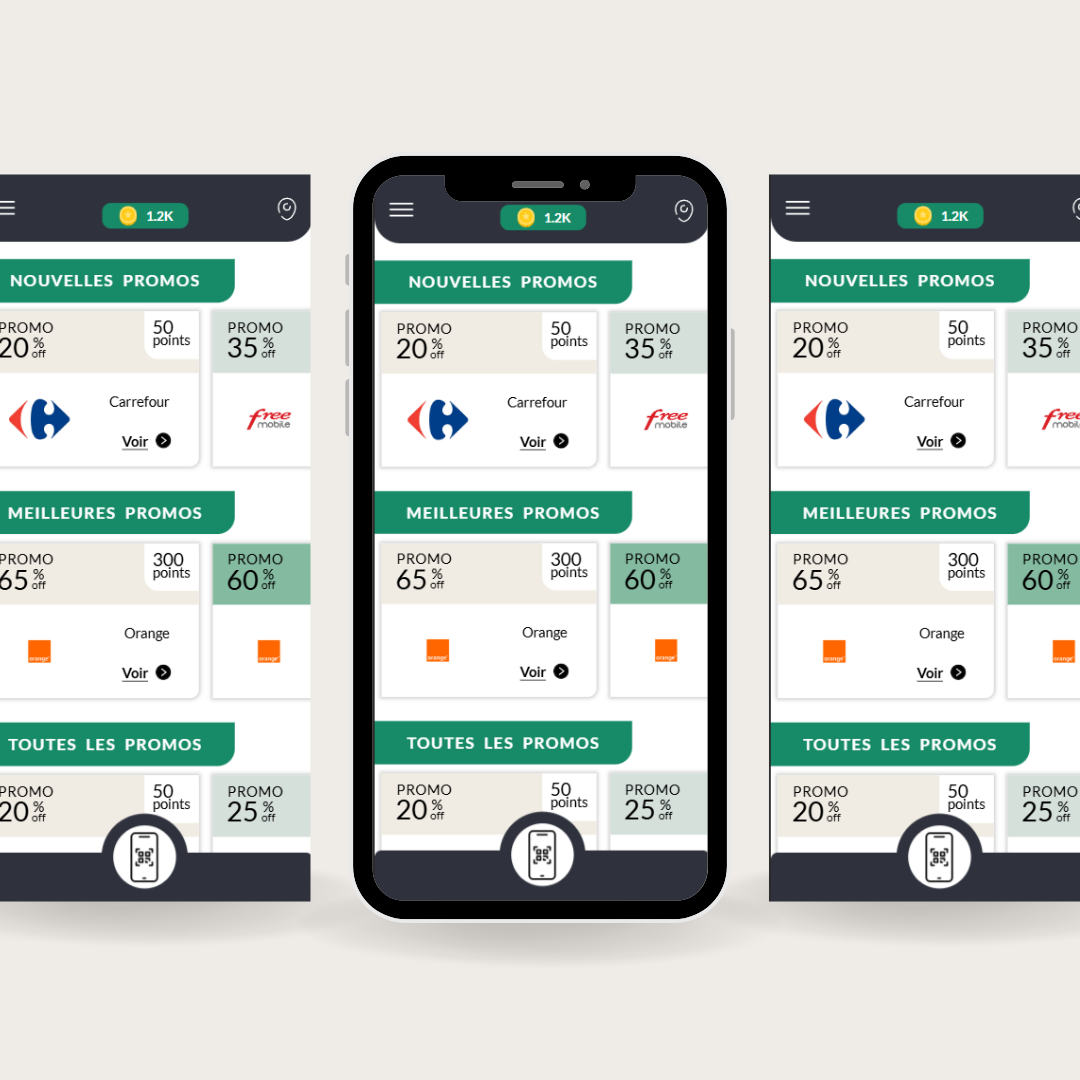 1.2K
NOUVELLES PROMOS
PROMO
20 % off
50 points
PROMO
35 % off
Carrefour
Voir
free mobile
MEILLEURES PROMOS
PROMO
65 % off
300 points
PROMO
60 % off
orange
Orange
Voir
orange
TOUTES LES PROMOS
PROMO
20 % off
50 points
PROMO
25 % off
1.2K
NOUVELLES PROMOS
PROMO
20 % off
50 points
PROMO
35 % off
Carrefour
Voir
free mobile
MEILLEURES PROMOS
PROMO
65 % off
300 points
PROMO
60 % off
orange
Orange
Voir
orange
TOUTES LES PROMOS
PROMO
20 % off
50 points
PROMO
25 % off
1.2K
NOUVELLES PROMOS
PROMO
20 % off
50 points
PROMO
35 % off
Carrefour
Voir
free mobile
MEILLEURES PROMOS
PROMO
65 % off
300 points
PROMO
60 % off
orange
Orange
Voir
orange
TOUTES LES PROMOS
PROMO
20 % off
50 points
PROMO
25 % off